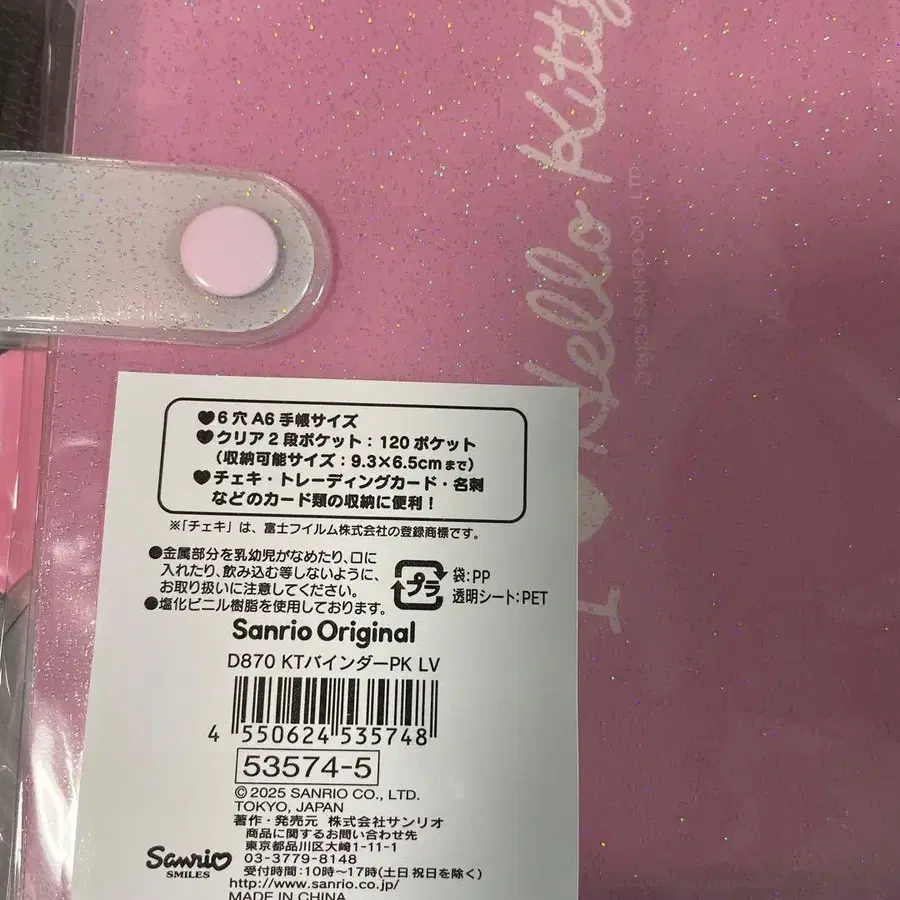 I ♥ Hello Kitty
© 2025 SANRIO CO., LTD.
♥6穴A6手帳サイズ
♥クリア2段ポケット：120ポケット
（収納可能サイズ：9.3×6.5cmまで）
♥チェキ・トレーディングカード・名刺
などのカード類の収納に便利！
※「チェキ」は、富士フイルム株式会社の登録商標です。
●金属部分を乳幼児がなめたり、口に
入れたり、飲み込む等しないように、
お取り扱いに注意してください。
●塩化ビニル樹脂を使用しております。
プラ
袋:PP
透明シート:PET
Sanrio Original
D870 KTバインダーPK LV
4 550624 535748
53574-5
© 2025 SANRIO CO., LTD.
TOKYO, JAPAN
著作・発売元 株式会社サンリオ
商品に関するお問い合わせ先
東京都品川区大崎1-11-1
03-3779-8148
受付時間:10時～17時(土日祝日を除く)
http://www.sanrio.co.jp/
MADE IN CHINA
Sanrio
SMILES